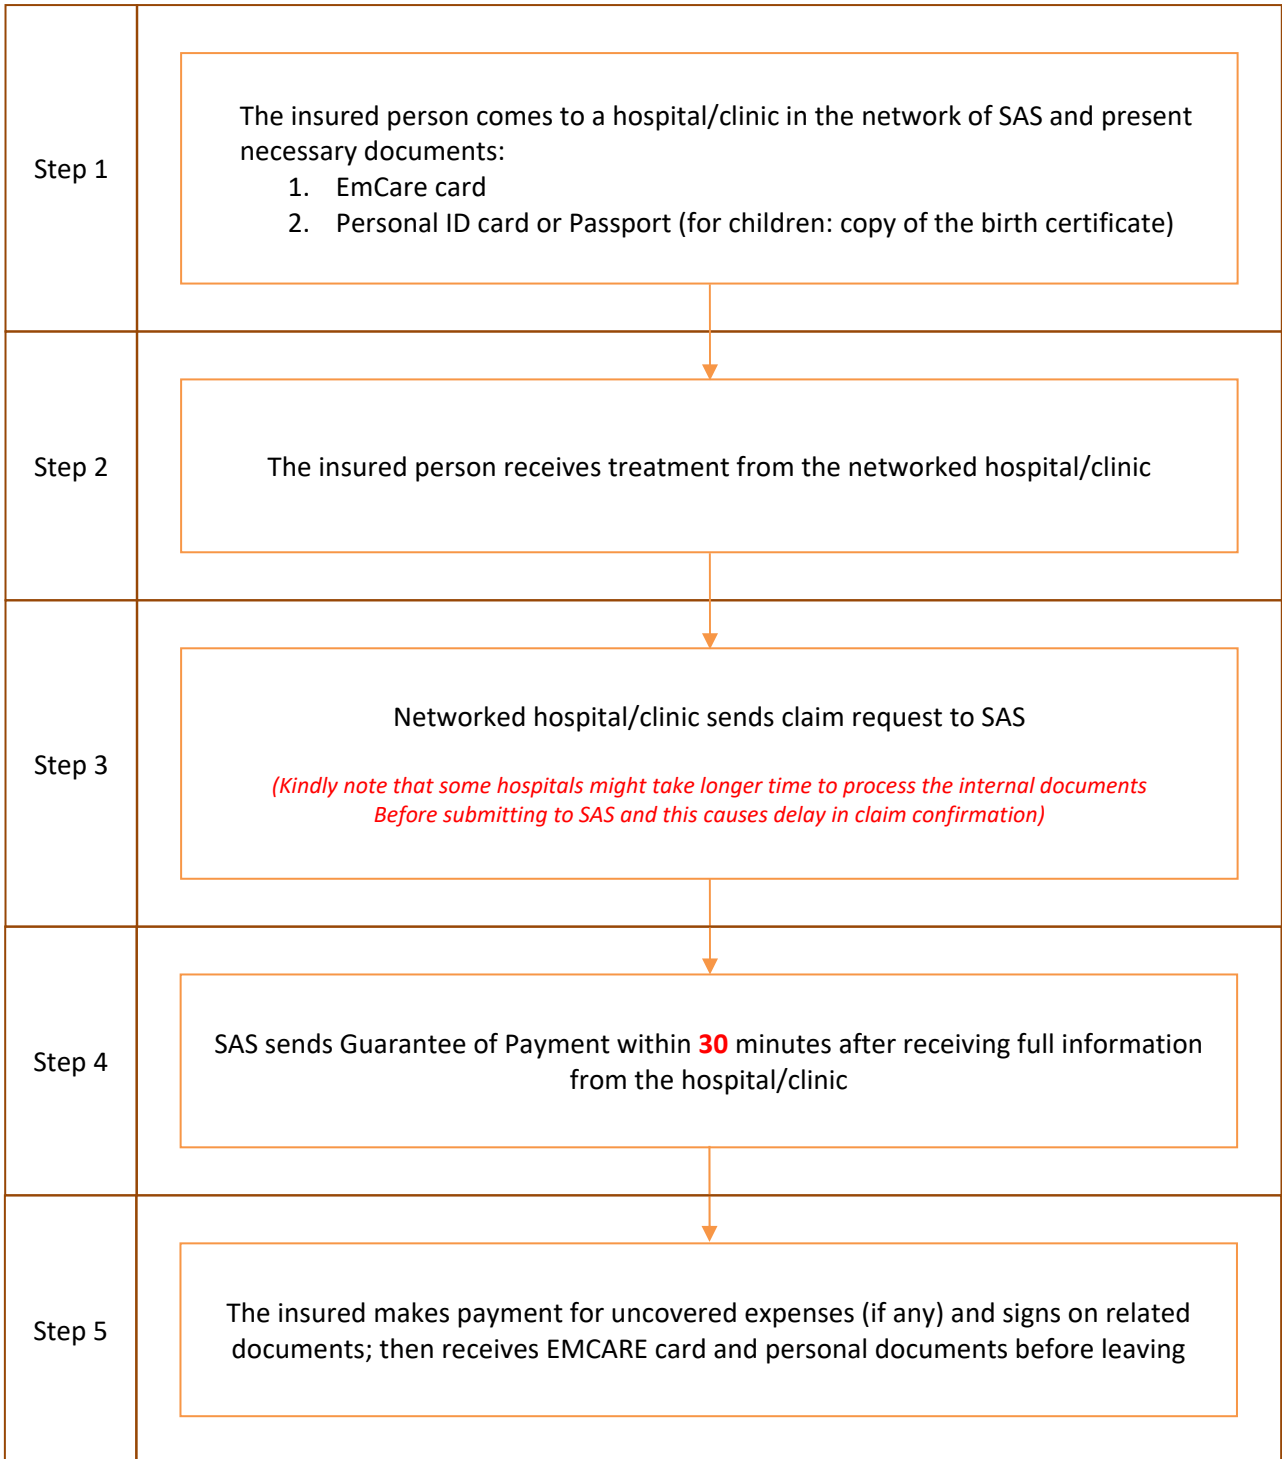 Step 1
The insured person comes to a hospital/clinic in the network of SAS and present
necessary documents:
1. EmCare card
2. Personal ID card or Passport (for children: copy of the birth certificate)
Step 2
The insured person receives treatment from the networked hospital/clinic
Step 3
Networked hospital/clinic sends claim request to SAS
(Kindly note that some hospitals might take longer time to process the internal documents
Before submitting to SAS and this causes delay in claim confirmation)
Step 4
SAS sends Guarantee of Payment within 30 minutes after receiving full information
from the hospital/clinic
Step 5
The insured makes payment for uncovered expenses (if any) and signs on related
documents; then receives EMCARE card and personal documents before leaving